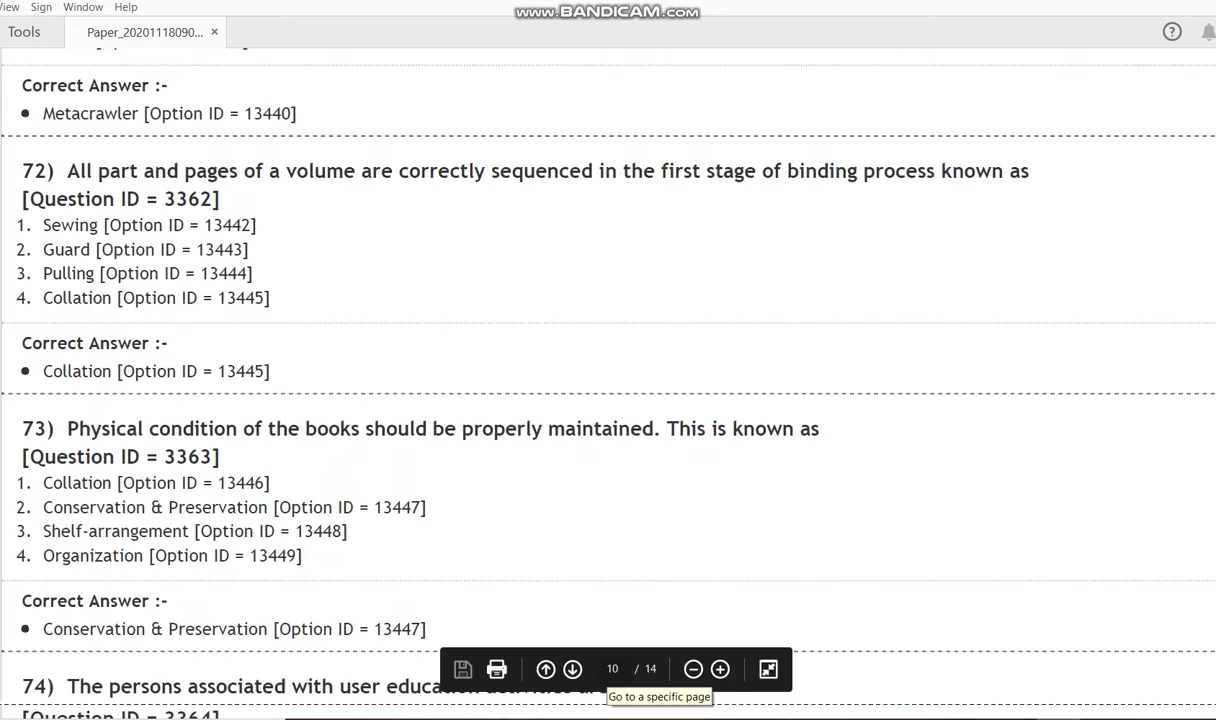 View Sign Window Help
www.BANDICAM.com
Tools
Paper_20201118090... ×
?
Correct Answer :-
• Metacrawler [Option ID = 13440]
72) All part and pages of a volume are correctly sequenced in the first stage of binding process known as
[Question ID = 3362]
1. Sewing [Option ID = 13442]
2. Guard [Option ID = 13443]
3. Pulling [Option ID = 13444]
4. Collation [Option ID = 13445]
Correct Answer :-
• Collation [Option ID = 13445]
73) Physical condition of the books should be properly maintained. This is known as
[Question ID = 3363]
1. Collation [Option ID = 13446]
2. Conservation & Preservation [Option ID = 13447]
3. Shelf-arrangement [Option ID = 13448]
4. Organization [Option ID = 13449]
Correct Answer :-
• Conservation & Preservation [Option ID = 13447]
10 / 14
74) The persons associated with user
Go to a specific page
[Question ID = 3364]